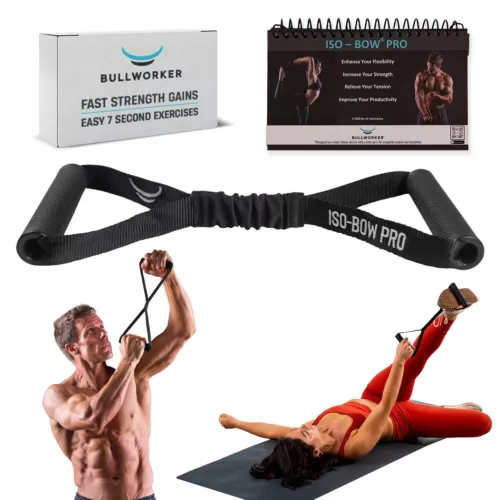 BULLWORKER
FAST STRENGTH GAINS
EASY 7 SECOND EXERCISES
ISO – BOW® PRO
Enhance Your Flexibility
Increase Your Strength
Relieve Your Tension
Improve Your Productivity
BULLWORKER
ISO-BOW PRO